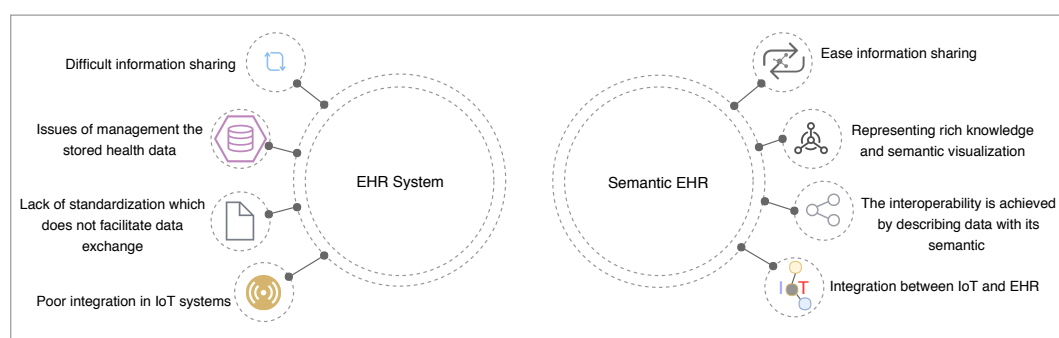 Difficult information sharing
Issues of management the
stored health data
Lack of standardization which
does not facilitate data
exchange
Poor integration in IoT systems
EHR System
Semantic EHR
Ease information sharing
Representing rich knowledge
and semantic visualization
The interoperability is achieved
by describing data with its
semantic
I T
Integration between IoT and EHR